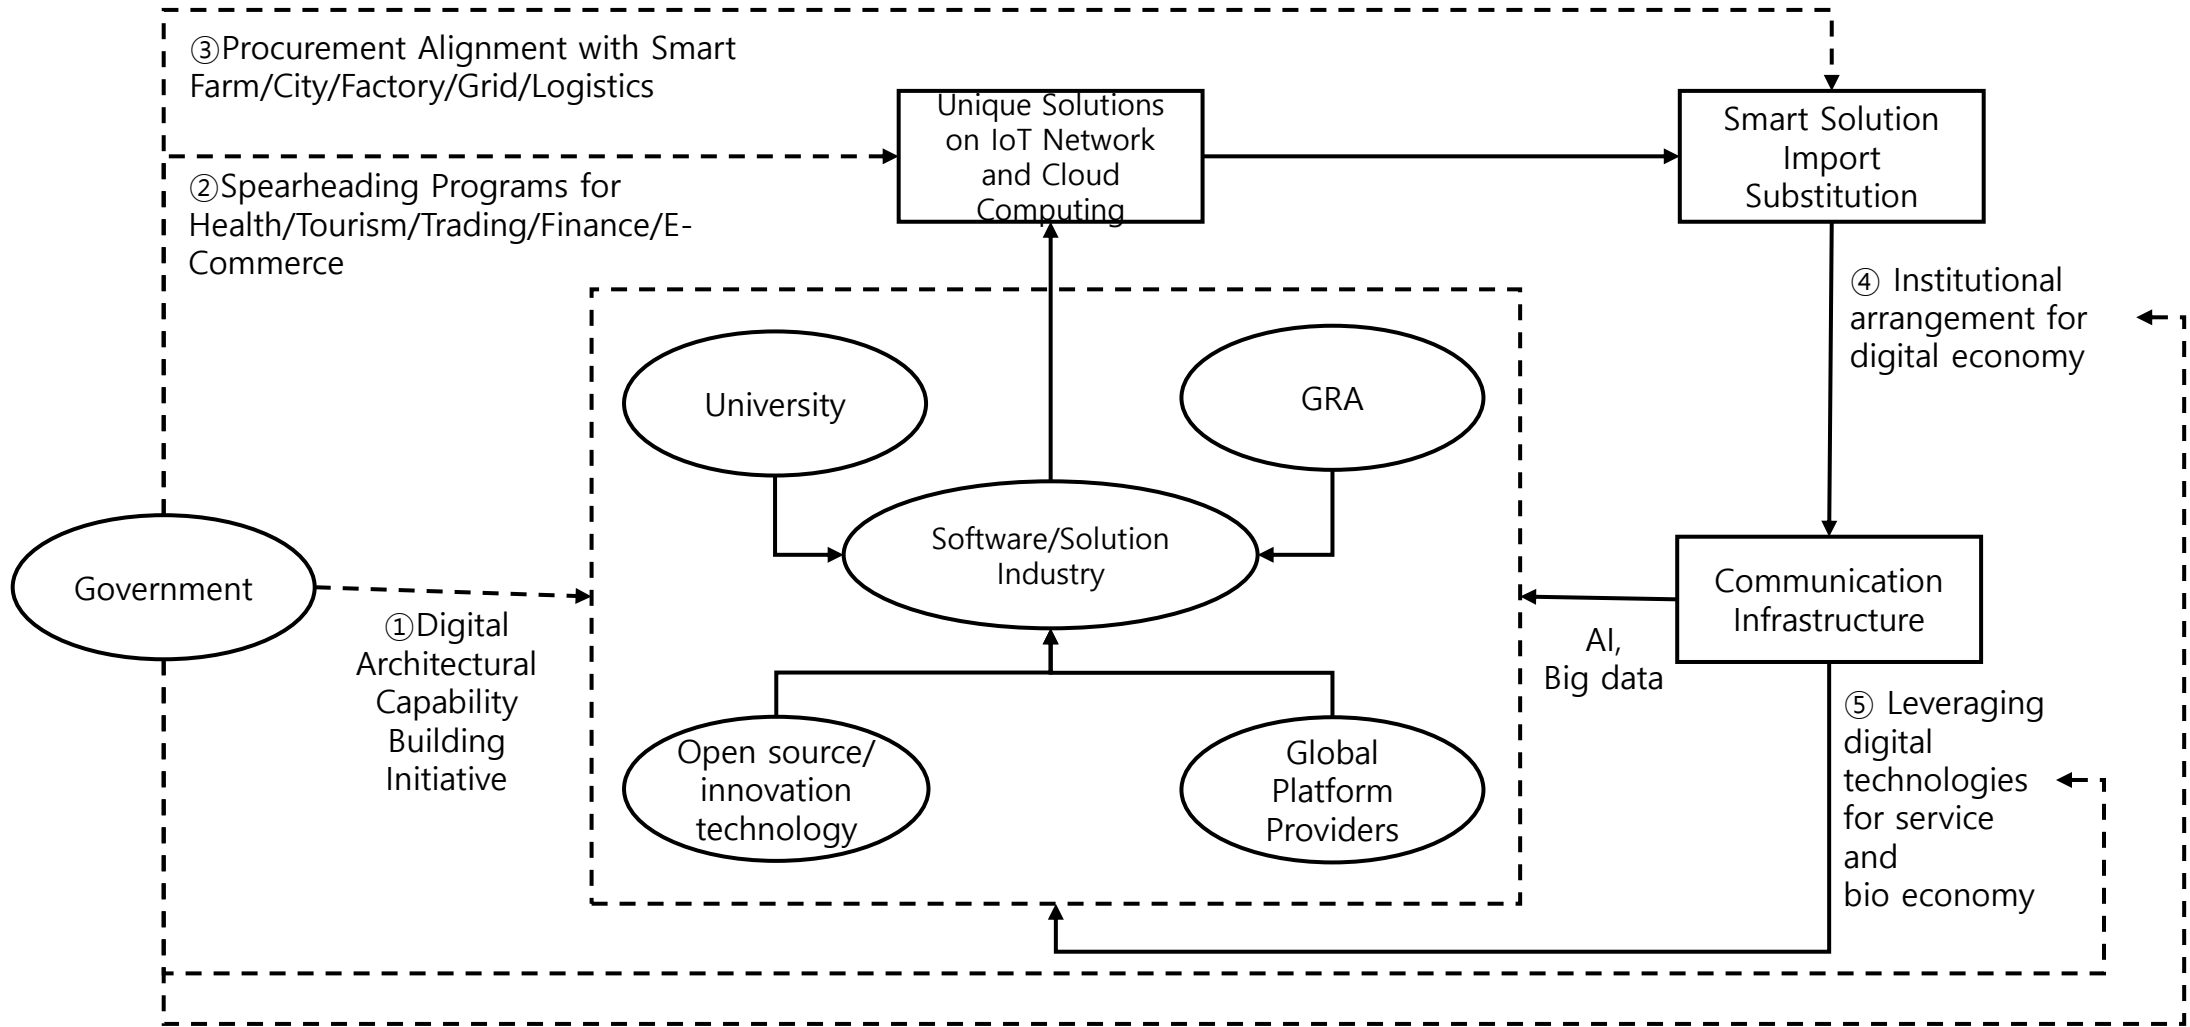 ③Procurement Alignment with Smart
Farm/City/Factory/Grid/Logistics
Unique Solutions
on IoT Network
and Cloud
Computing
Smart Solution
Import
Substitution
②Spearheading Programs for
Health/Tourism/Trading/Finance/E-
Commerce
④ Institutional
arrangement for
digital economy
University
GRA
Software/Solution
Industry
Government
①Digital
Architectural
Capability
Building
Initiative
Communication
Infrastructure
AI,
Big data
⑤ Leveraging
digital
technologies
for service
and
bio economy
Open source/
innovation
technology
Global
Platform
Providers